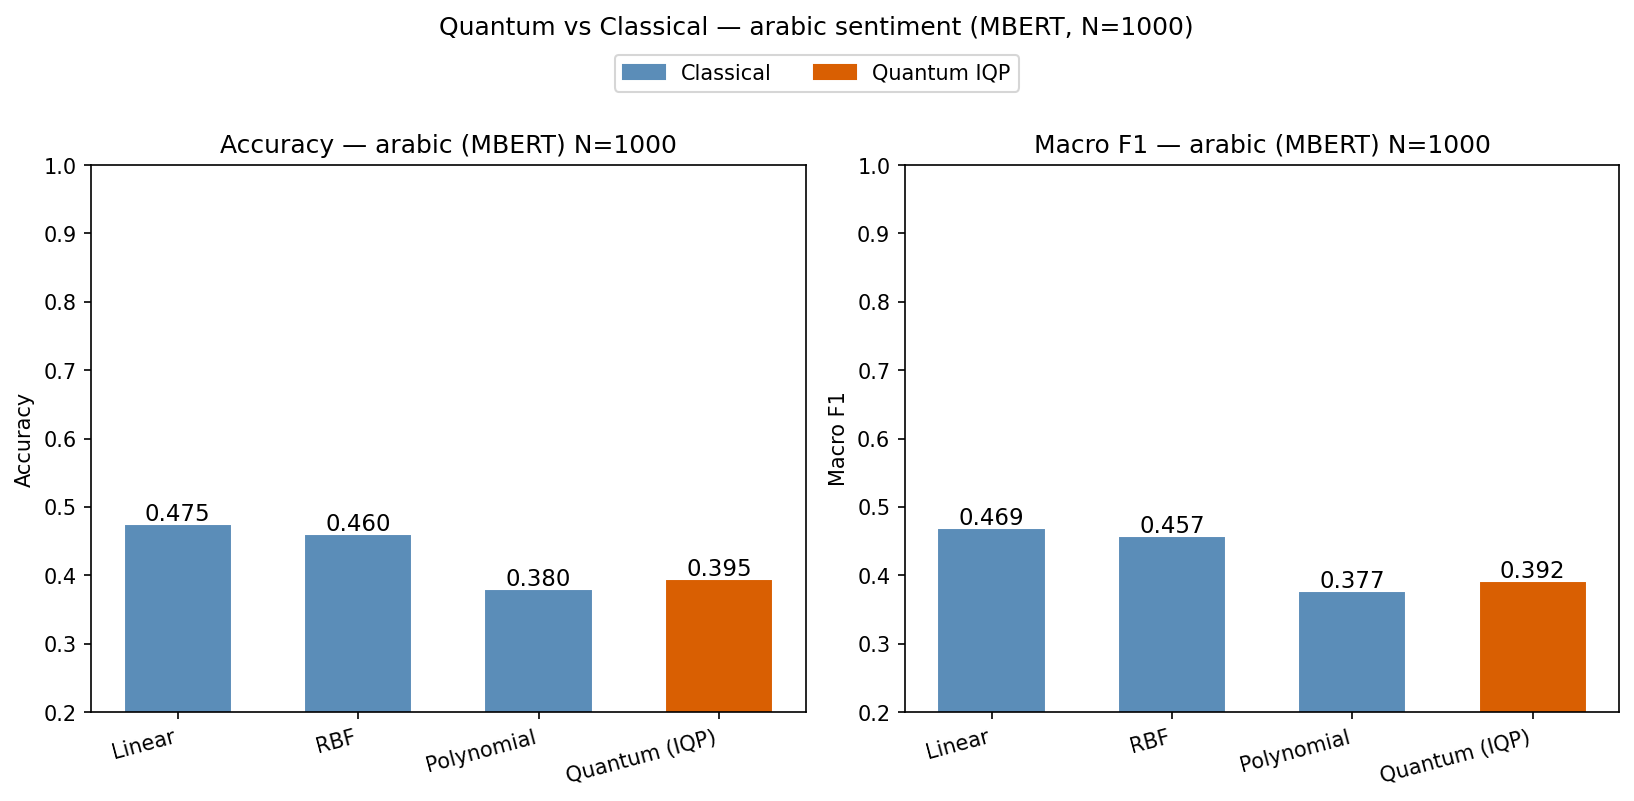 Quantum vs Classical — arabic sentiment (MBERT, N=1000)
Classical
Quantum IQP
Accuracy — arabic (MBERT) N=1000
1.0
0.9
0.8
0.7
0.6
0.5
0.4
0.3
0.2
Accuracy
0.475
0.460
0.380
0.395
Linear
RBF
Polynomial
Quantum (IQP)
Macro F1 — arabic (MBERT) N=1000
1.0
0.9
0.8
0.7
0.6
0.5
0.4
0.3
0.2
Macro F1
0.469
0.457
0.377
0.392
Linear
RBF
Polynomial
Quantum (IQP)